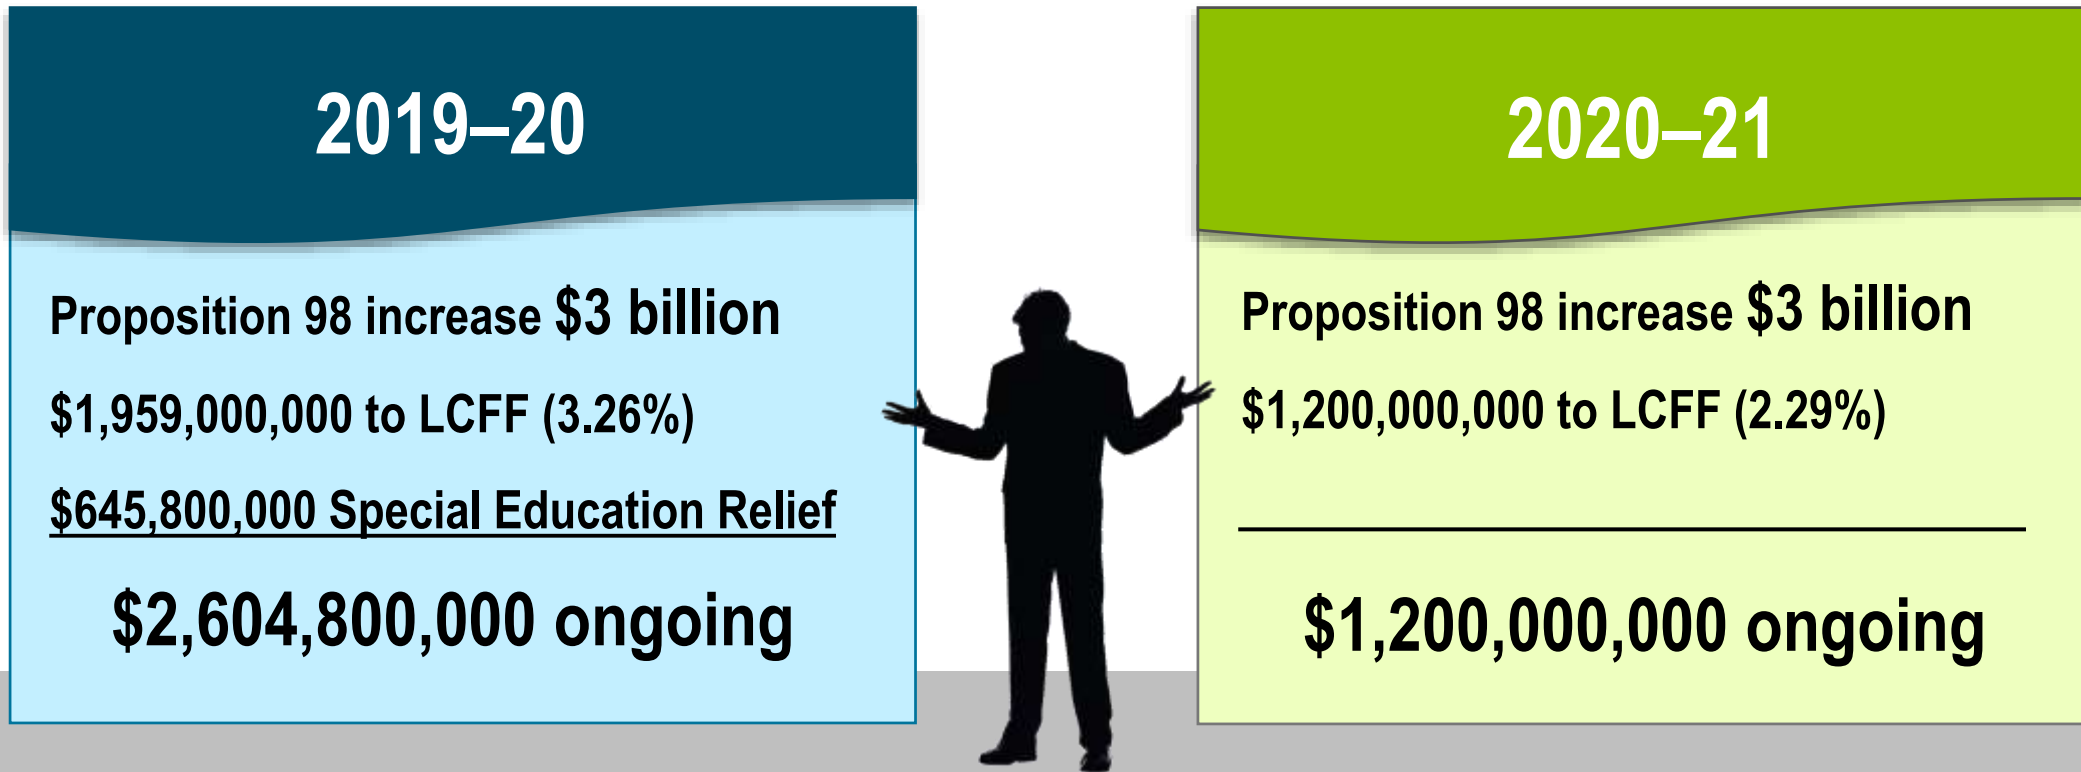 2019–20
Proposition 98 increase $3 billion
$1,959,000,000 to LCFF (3.26%)
$645,800,000 Special Education Relief
$2,604,800,000 ongoing
2020–21
Proposition 98 increase $3 billion
$1,200,000,000 to LCFF (2.29%)
$1,200,000,000 ongoing